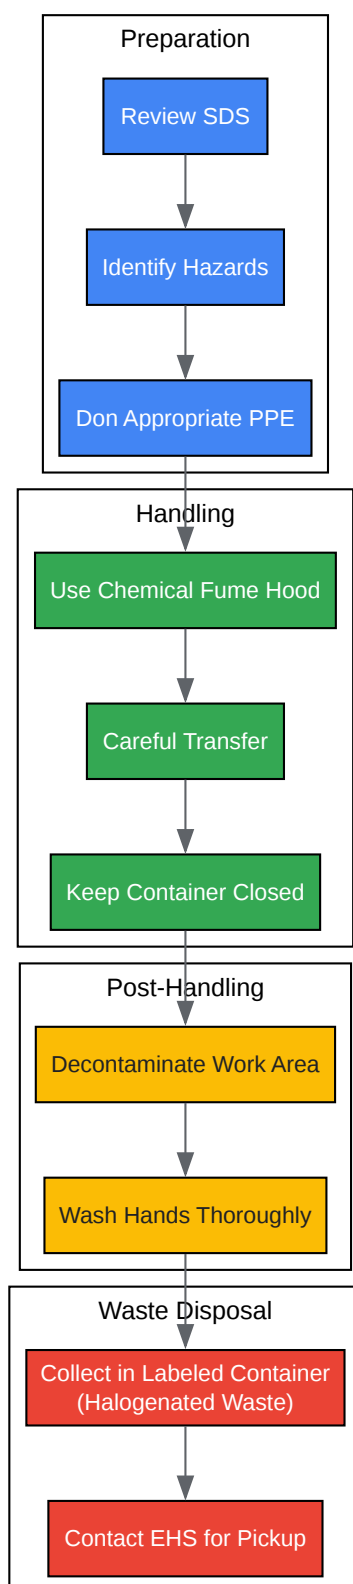 Preparation
Review SDS
Identify Hazards
Don Appropriate PPE
Handling
Use Chemical Fume Hood
Careful Transfer
Keep Container Closed
Post-Handling
Decontaminate Work Area
Wash Hands Thoroughly
Waste Disposal
Collect in Labeled Container
(Halogenated Waste)
Contact EHS for Pickup